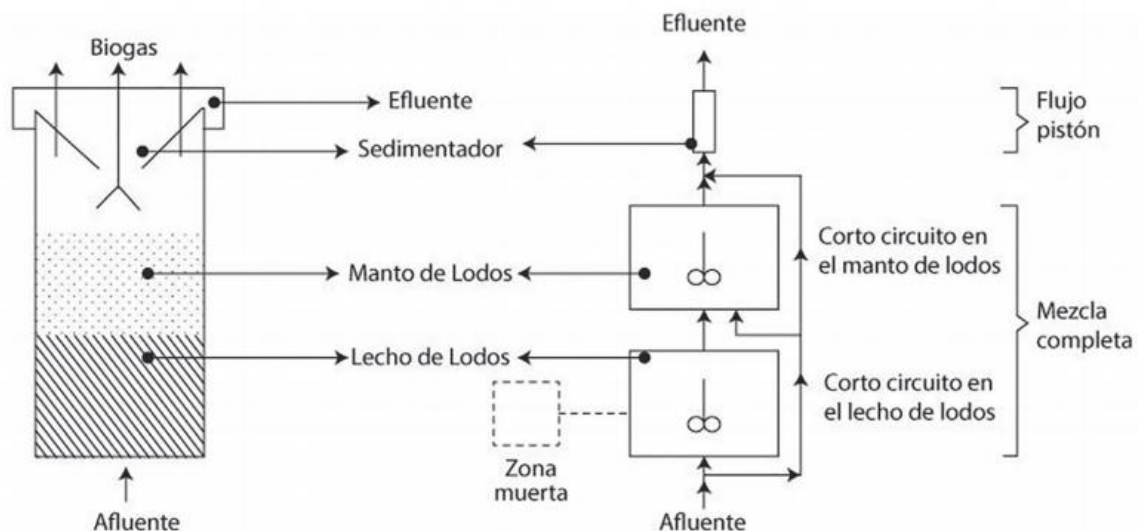 Biogas
Efluente
Sedimentador
Manto de Lodos
Lecho de Lodos
Afluente
Efluente
Flujo
pistón
Corto circuito en
el manto de lodos
Mezcla
completa
Corto circuito en
el lecho de lodos
Zona
muerta
Afluente